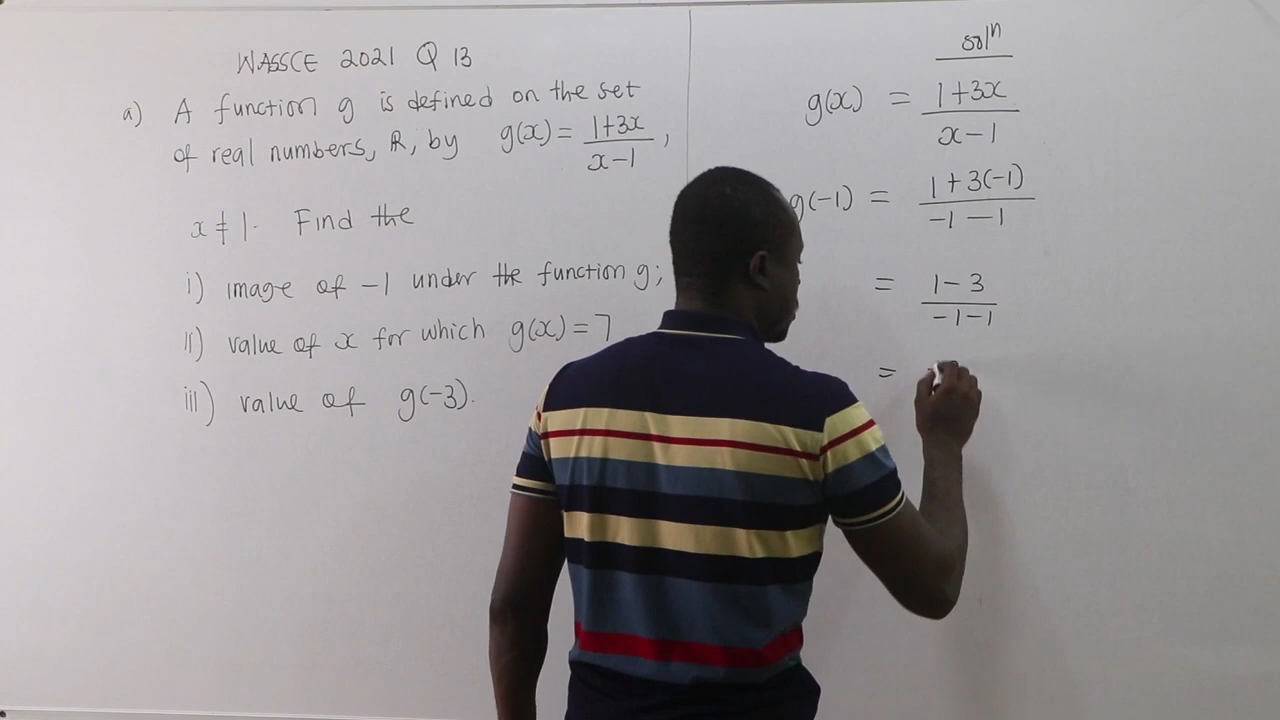 WASSCE 2021 Q 13
a) A function g is defined on the set
of real numbers, R, by g(x) = 1+3x / x-1 ,
x ≠ 1. Find the
i) image of -1 under the function g;
ii) value of x for which g(x) = 7
iii) value of g(-3).
solⁿ
g(x) = 1+3x / x-1
g(-1) = 1+3(-1) / -1-1
= 1-3 / -1-1
=